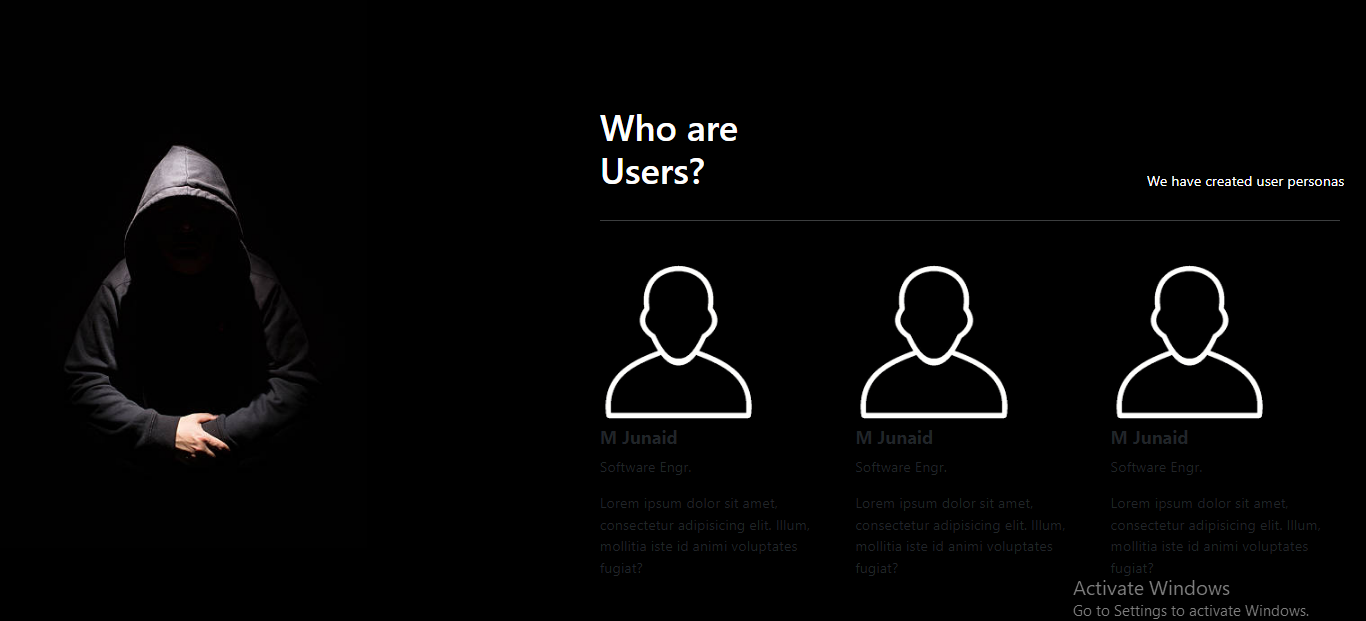 Who are
Users?
We have created user personas
M Junaid
Software Engr.
Lorem ipsum dolor sit amet,
consectetur adipisicing elit. Illum,
mollitia iste id animi voluptates
fugiat?
M Junaid
Software Engr.
Lorem ipsum dolor sit amet,
consectetur adipisicing elit. Illum,
mollitia iste id animi voluptates
fugiat?
M Junaid
Software Engr.
Lorem ipsum dolor sit amet,
consectetur adipisicing elit. Illum,
mollitia iste id animi voluptates
fugiat?
Activate Windows
Go to Settings to activate Windows.